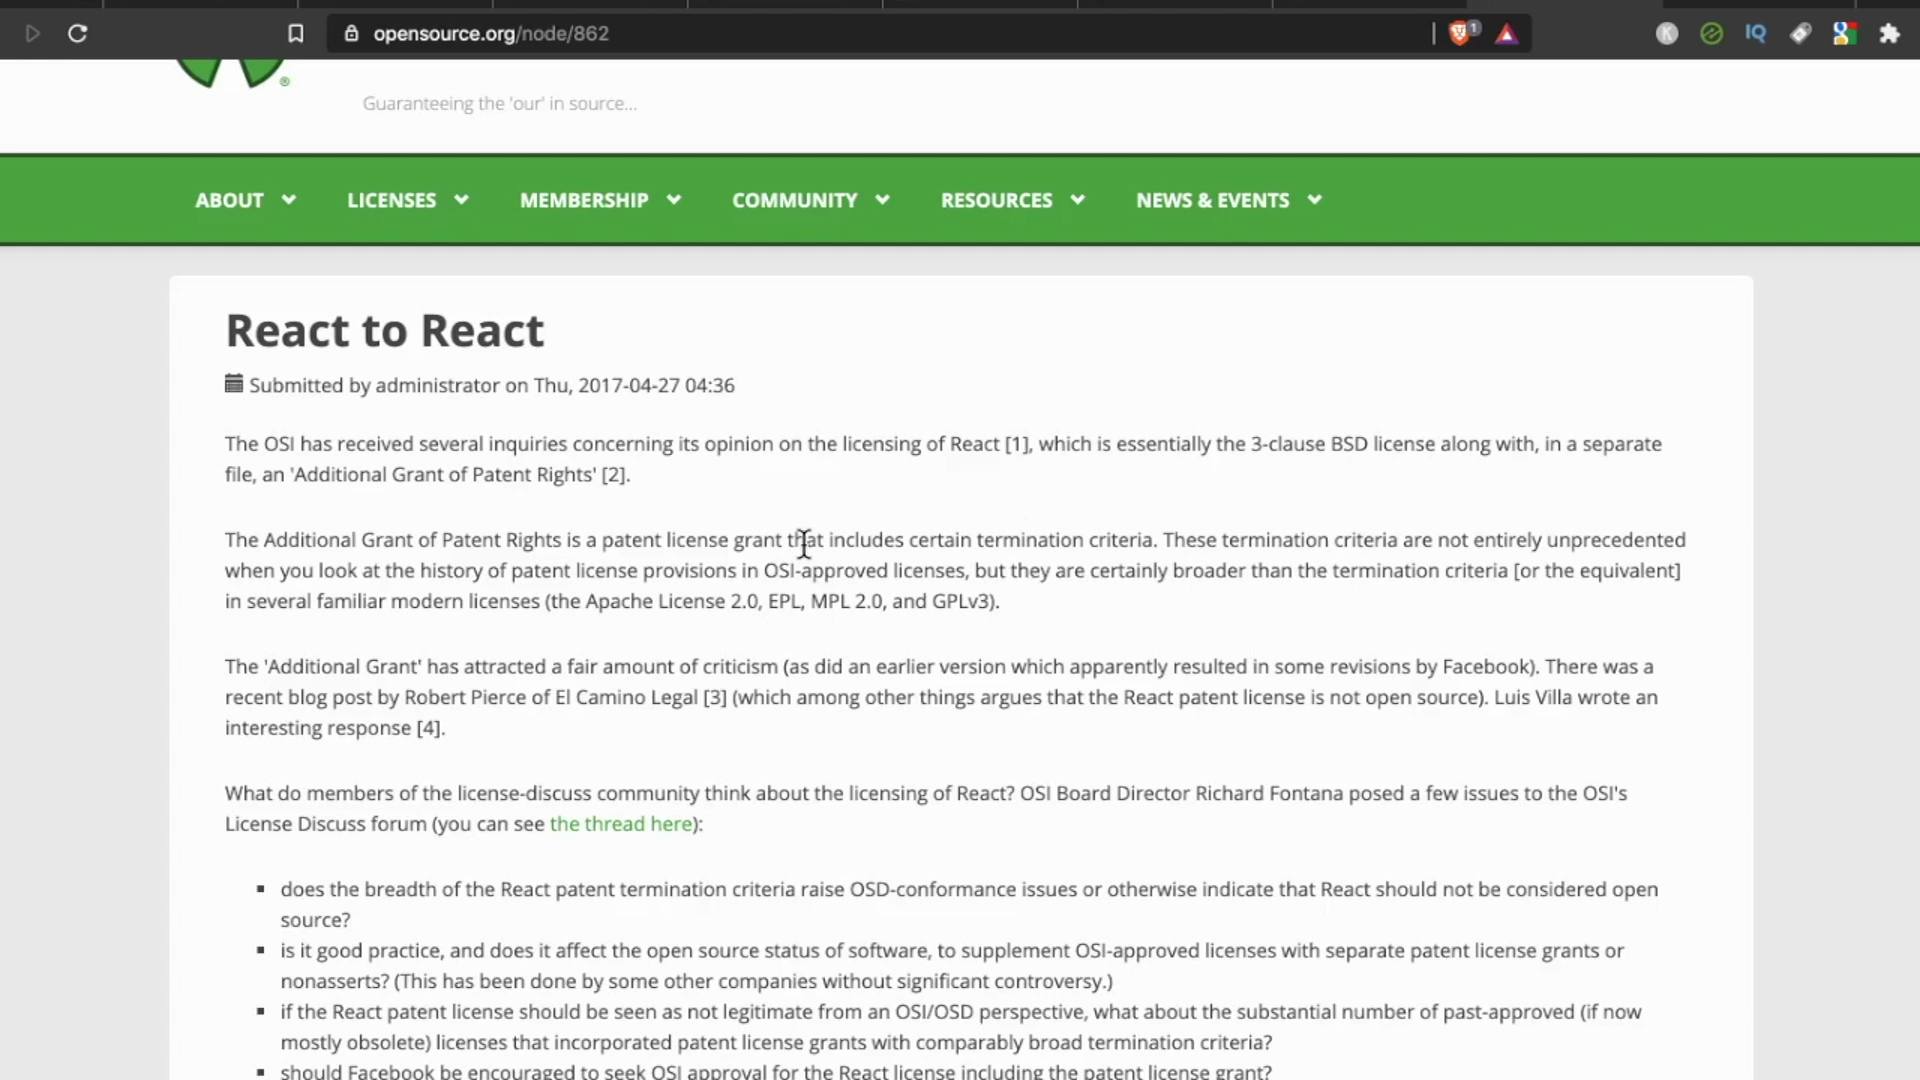 opensource.org/node/862
1
K
IQ
®
Guaranteeing the 'our' in source...
ABOUT LICENSES MEMBERSHIP COMMUNITY RESOURCES NEWS & EVENTS
React to React
Submitted by administrator on Thu, 2017-04-27 04:36
The OSI has received several inquiries concerning its opinion on the licensing of React [1], which is essentially the 3-clause BSD license along with, in a separate
file, an 'Additional Grant of Patent Rights' [2].
The Additional Grant of Patent Rights is a patent license grant that includes certain termination criteria. These termination criteria are not entirely unprecedented
when you look at the history of patent license provisions in OSI-approved licenses, but they are certainly broader than the termination criteria [or the equivalent]
in several familiar modern licenses (the Apache License 2.0, EPL, MPL 2.0, and GPLv3).
The 'Additional Grant' has attracted a fair amount of criticism (as did an earlier version which apparently resulted in some revisions by Facebook). There was a
recent blog post by Robert Pierce of El Camino Legal [3] (which among other things argues that the React patent license is not open source). Luis Villa wrote an
interesting response [4].
What do members of the license-discuss community think about the licensing of React? OSI Board Director Richard Fontana posed a few issues to the OSI's
License Discuss forum (you can see the thread here):
▪ does the breadth of the React patent termination criteria raise OSD-conformance issues or otherwise indicate that React should not be considered open
source?
▪ is it good practice, and does it affect the open source status of software, to supplement OSI-approved licenses with separate patent license grants or
nonasserts? (This has been done by some other companies without significant controversy.)
▪ if the React patent license should be seen as not legitimate from an OSI/OSD perspective, what about the substantial number of past-approved (if now
mostly obsolete) licenses that incorporated patent license grants with comparably broad termination criteria?
▪ should Facebook be encouraged to seek OSI approval for the React license including the patent license grant?